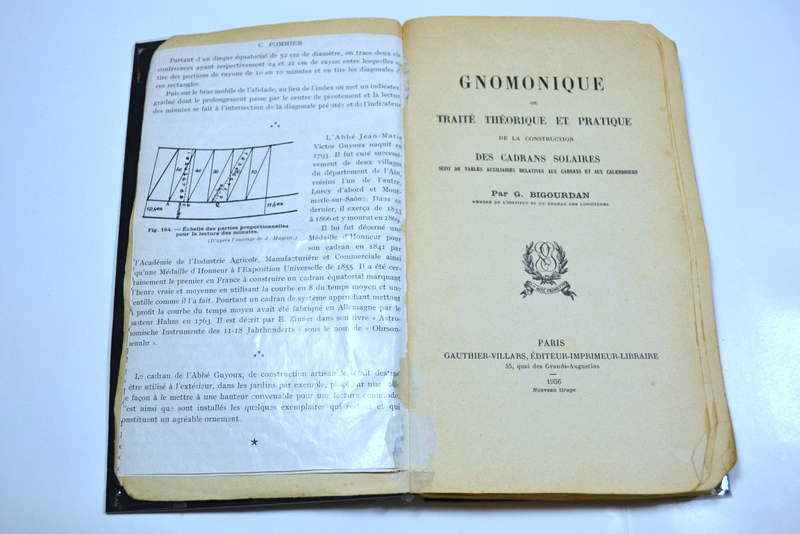 C. POMMIER
Partant d'un disque équatorial de 52 cm de diamètre, on trace deux
conférences ayant respectivement 24 et 21 cm de rayon entre lesquelles
tire des portions de rayons de 10 en 10 minutes et on tire les diagonales
ces rectangles.
Puis sur le bras mobile de l'alidade, au lieu de l'index on met un indicateur
gradué dont le prolongement passe par le centre de pivotement et la lecture
des minutes se fait à l'intersection de la diagonale et de l'indicateur
Fig. 164. — Échelle des parties proportionnelles
pour la lecture des minutes.
(D'après l'ouvrage de J. Mayette.)
L'Abbé Jean-Marie
Victor Guyoux naquit en
1793. Il fut curé successi-
vement de deux villages
du département de l'Ain,
voisins l'un de l'autre,
Lurcy d'abord et Mont-
merle-sur-Saône. Dans ce
dernier, il exerça de 1833
à 1866 et y mourut en 1869.
Il lui fut décerné une
Médaille d'Honneur pour
son cadran en 1841 par
l'Académie de l'Industrie Agricole, Manufacturière et Commerciale ainsi
qu'une Médaille d'Honneur à l'Exposition Universelle de 1855. Il a été cer-
tainement le premier en France à construire un cadran équatorial marquant
l'heure vraie et moyenne en utilisant la courbe en 8 du temps moyen et une
lentille comme il l'a fait. Pourtant un cadran de système approchant mettant
à profit la courbe du temps moyen avait été fabriqué en Allemagne par le
pasteur Hahns en 1763. Il est décrit par E. Zinner dans son livre « Astro-
nomische Instrumente des 11-18 Jahrhunderts » sous le nom de « Ohrson-
nenuhr ».
Le cadran de l'Abbé Guyoux, de construction artisanale, était destiné
être utilisé à l'extérieur, dans les jardins par exemple, placé sur une
e façon à le mettre à une hauteur convenable pour une lecture commode.
'est ainsi que sont installés les quelques exemplaires qui restent et qui
onstituent un agréable ornement.
GNOMONIQUE
OU
TRAITÉ THÉORIQUE ET PRATIQUE
DE LA CONSTRUCTION
DES CADRANS SOLAIRES
SUIVI DE TABLES AUXILIAIRES RELATIVES AUX CADRANS ET AUX CALENDRIERS
Par G. BIGOURDAN
MEMBRE DE L'INSTITUT ET DU BUREAU DES LONGITUDES
PARIS
GAUTHIER-VILLARS, ÉDITEUR-IMPRIMEUR-LIBRAIRE
55, quai des Grands-Augustins
1956
Nouveau tirage